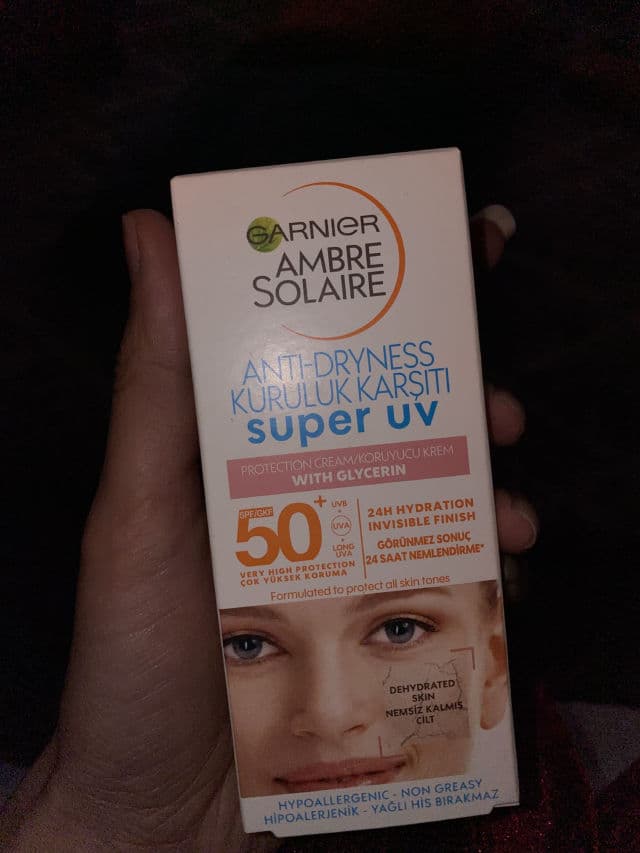 GARNIER
AMBRE
SOLAIRE
ANTI-DRYNESS
KURULUK KARŞITI
super uv
PROTECTION CREAM/KORUYUCU KREM
WITH GLYCERIN
SPF/GKF
50+
UVB
+
UVA
+
LONG
UVA
VERY HIGH PROTECTION
ÇOK YÜKSEK KORUMA
24H HYDRATION
INVISIBLE FINISH
GÖRÜNMEZ SONUÇ
24 SAAT NEMLENDİRME*
Formulated to protect all skin tones
DEHYDRATED
SKIN
NEMSİZ KALMIŞ
CİLT
HYPOALLERGENIC - NON GREASY
HİPOALERJENİK - YAĞLI HİS BIRAKMAZ